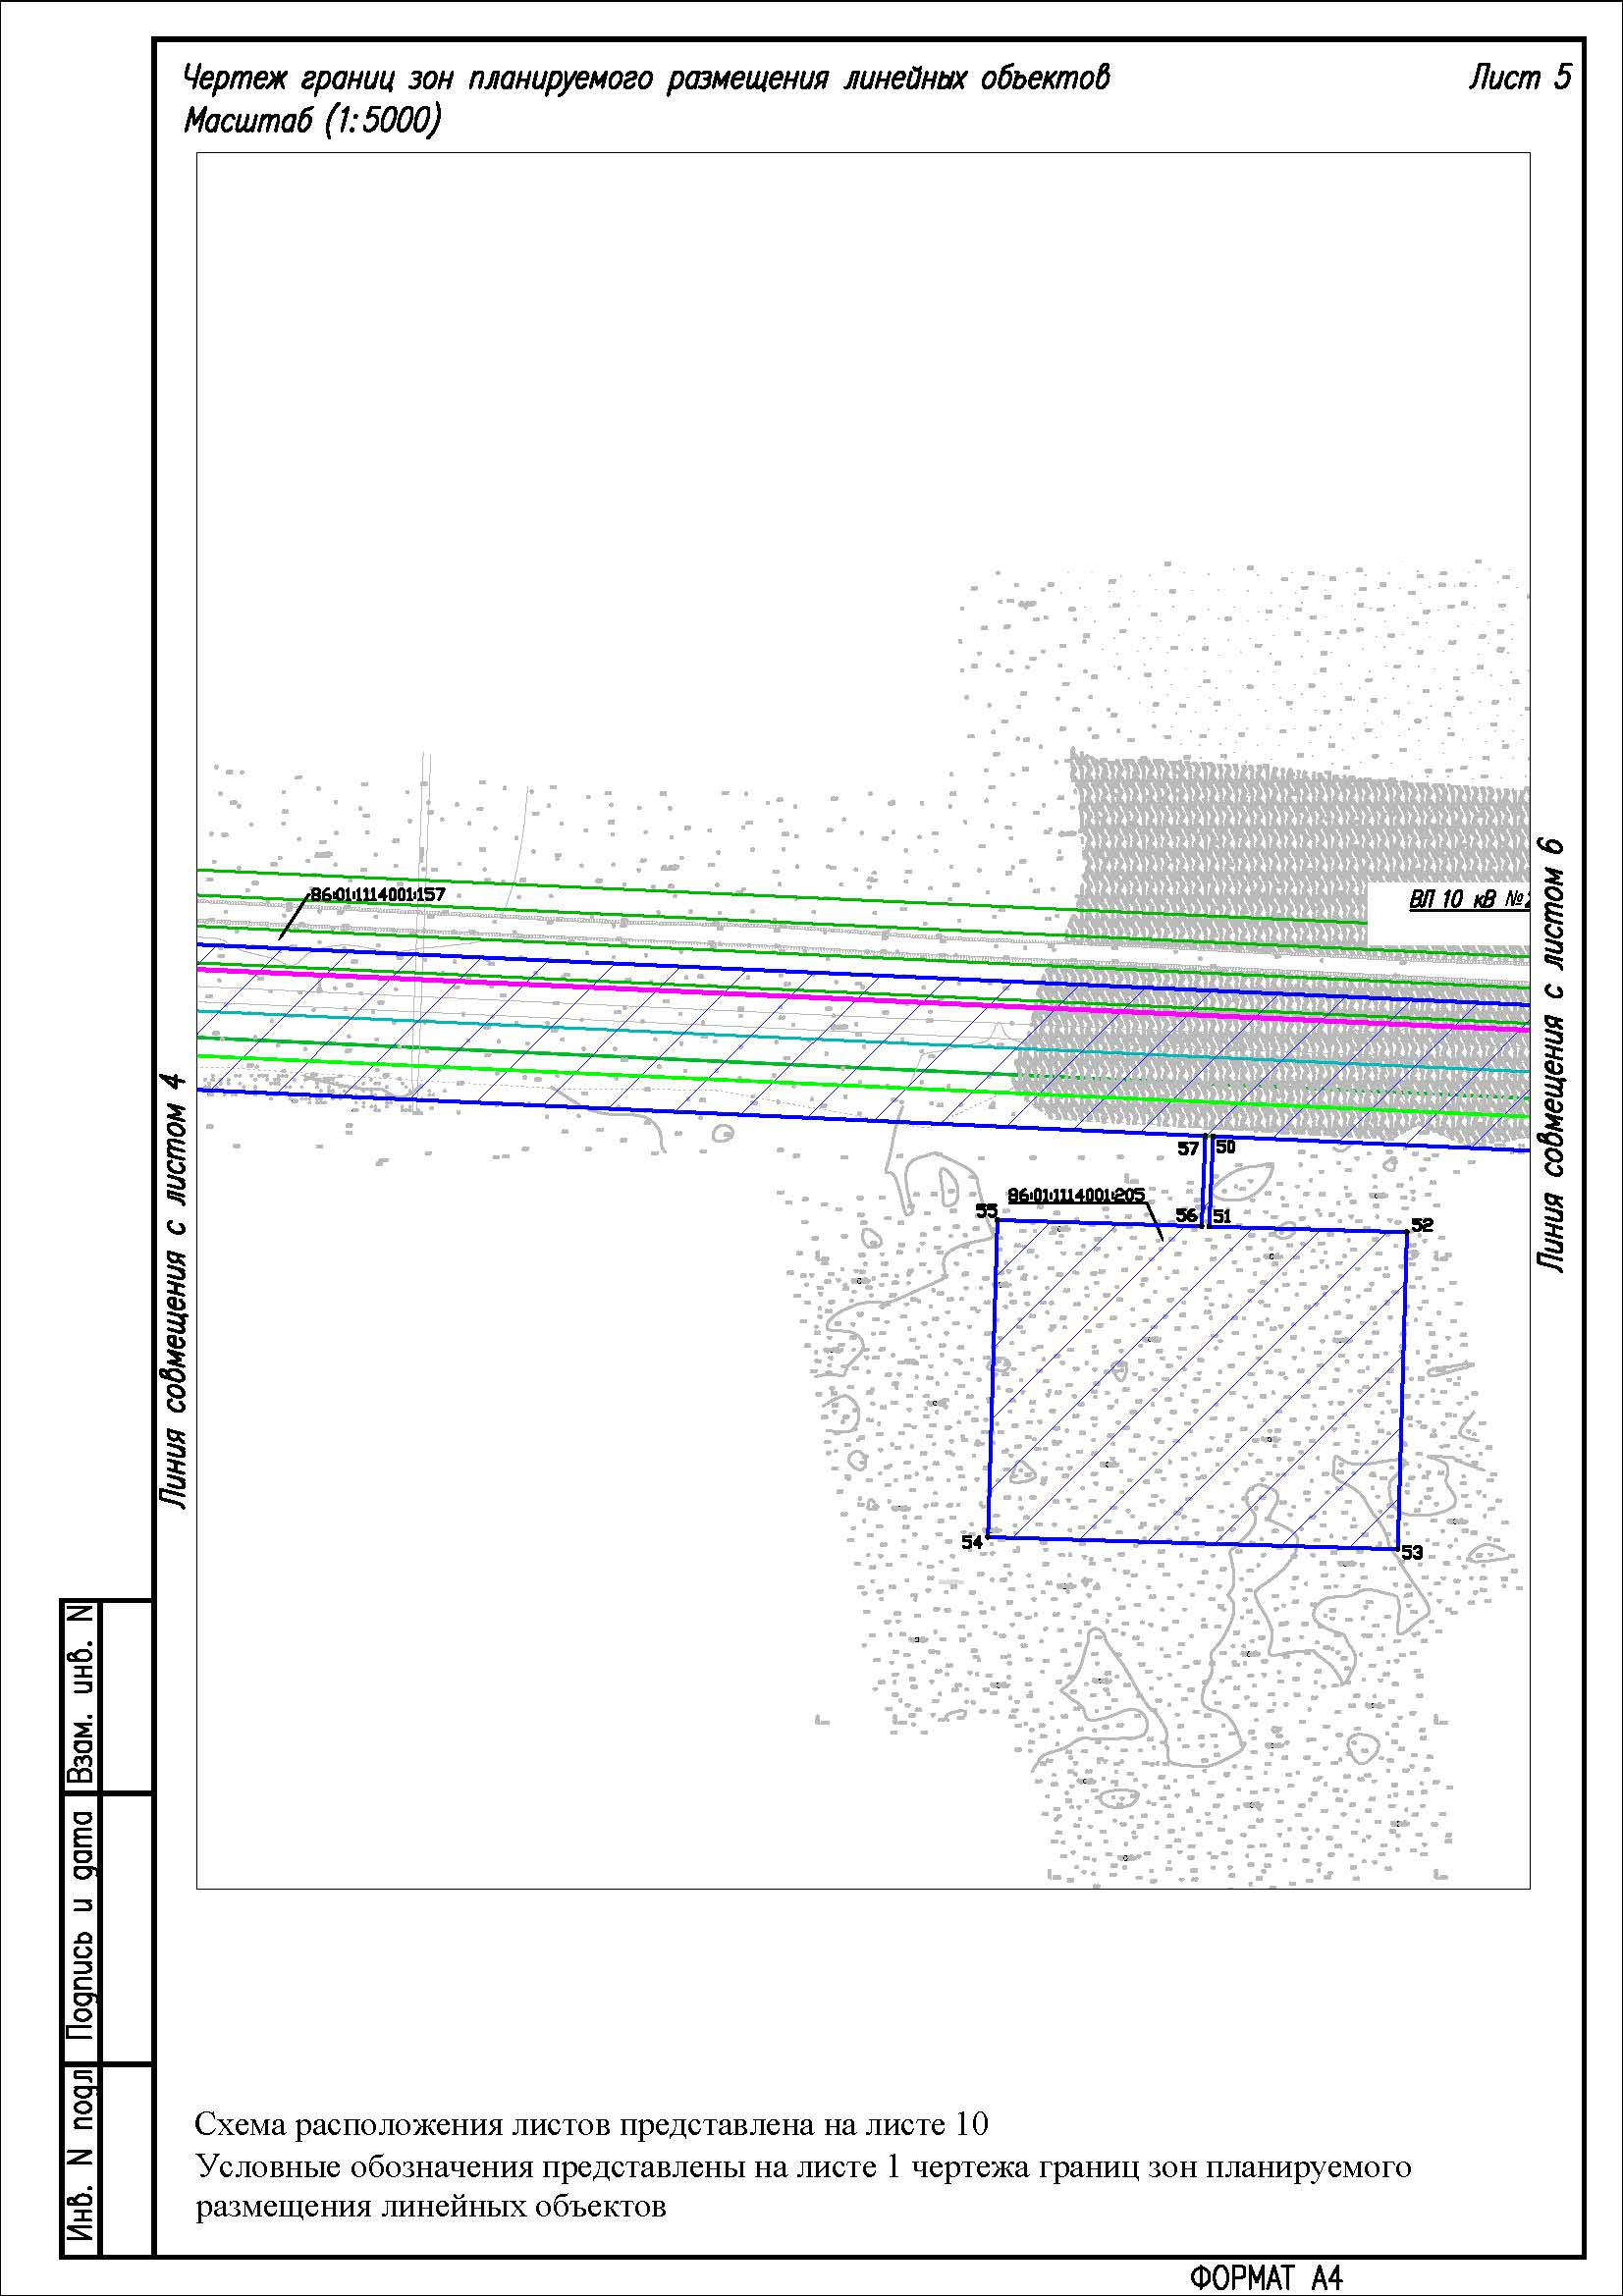 Чертеж границ зон планируемого размещения линейных объектов
Лист 5
Масштаб (1:5000)
86:01:1114001:157
ВЛ 10 кВ №
Линия совмещения с листом 4
Линия совмещения с листом 6
57
50
86:01:1114001:205
55
56
51
52
54
53
Взам. инв. N
Подпись и дата
Инв. N подл
Схема расположения листов представлена на листе 10
Условные обозначения представлены на листе 1 чертежа границ зон планируемого
размещения линейных объектов
ФОРМАТ А4